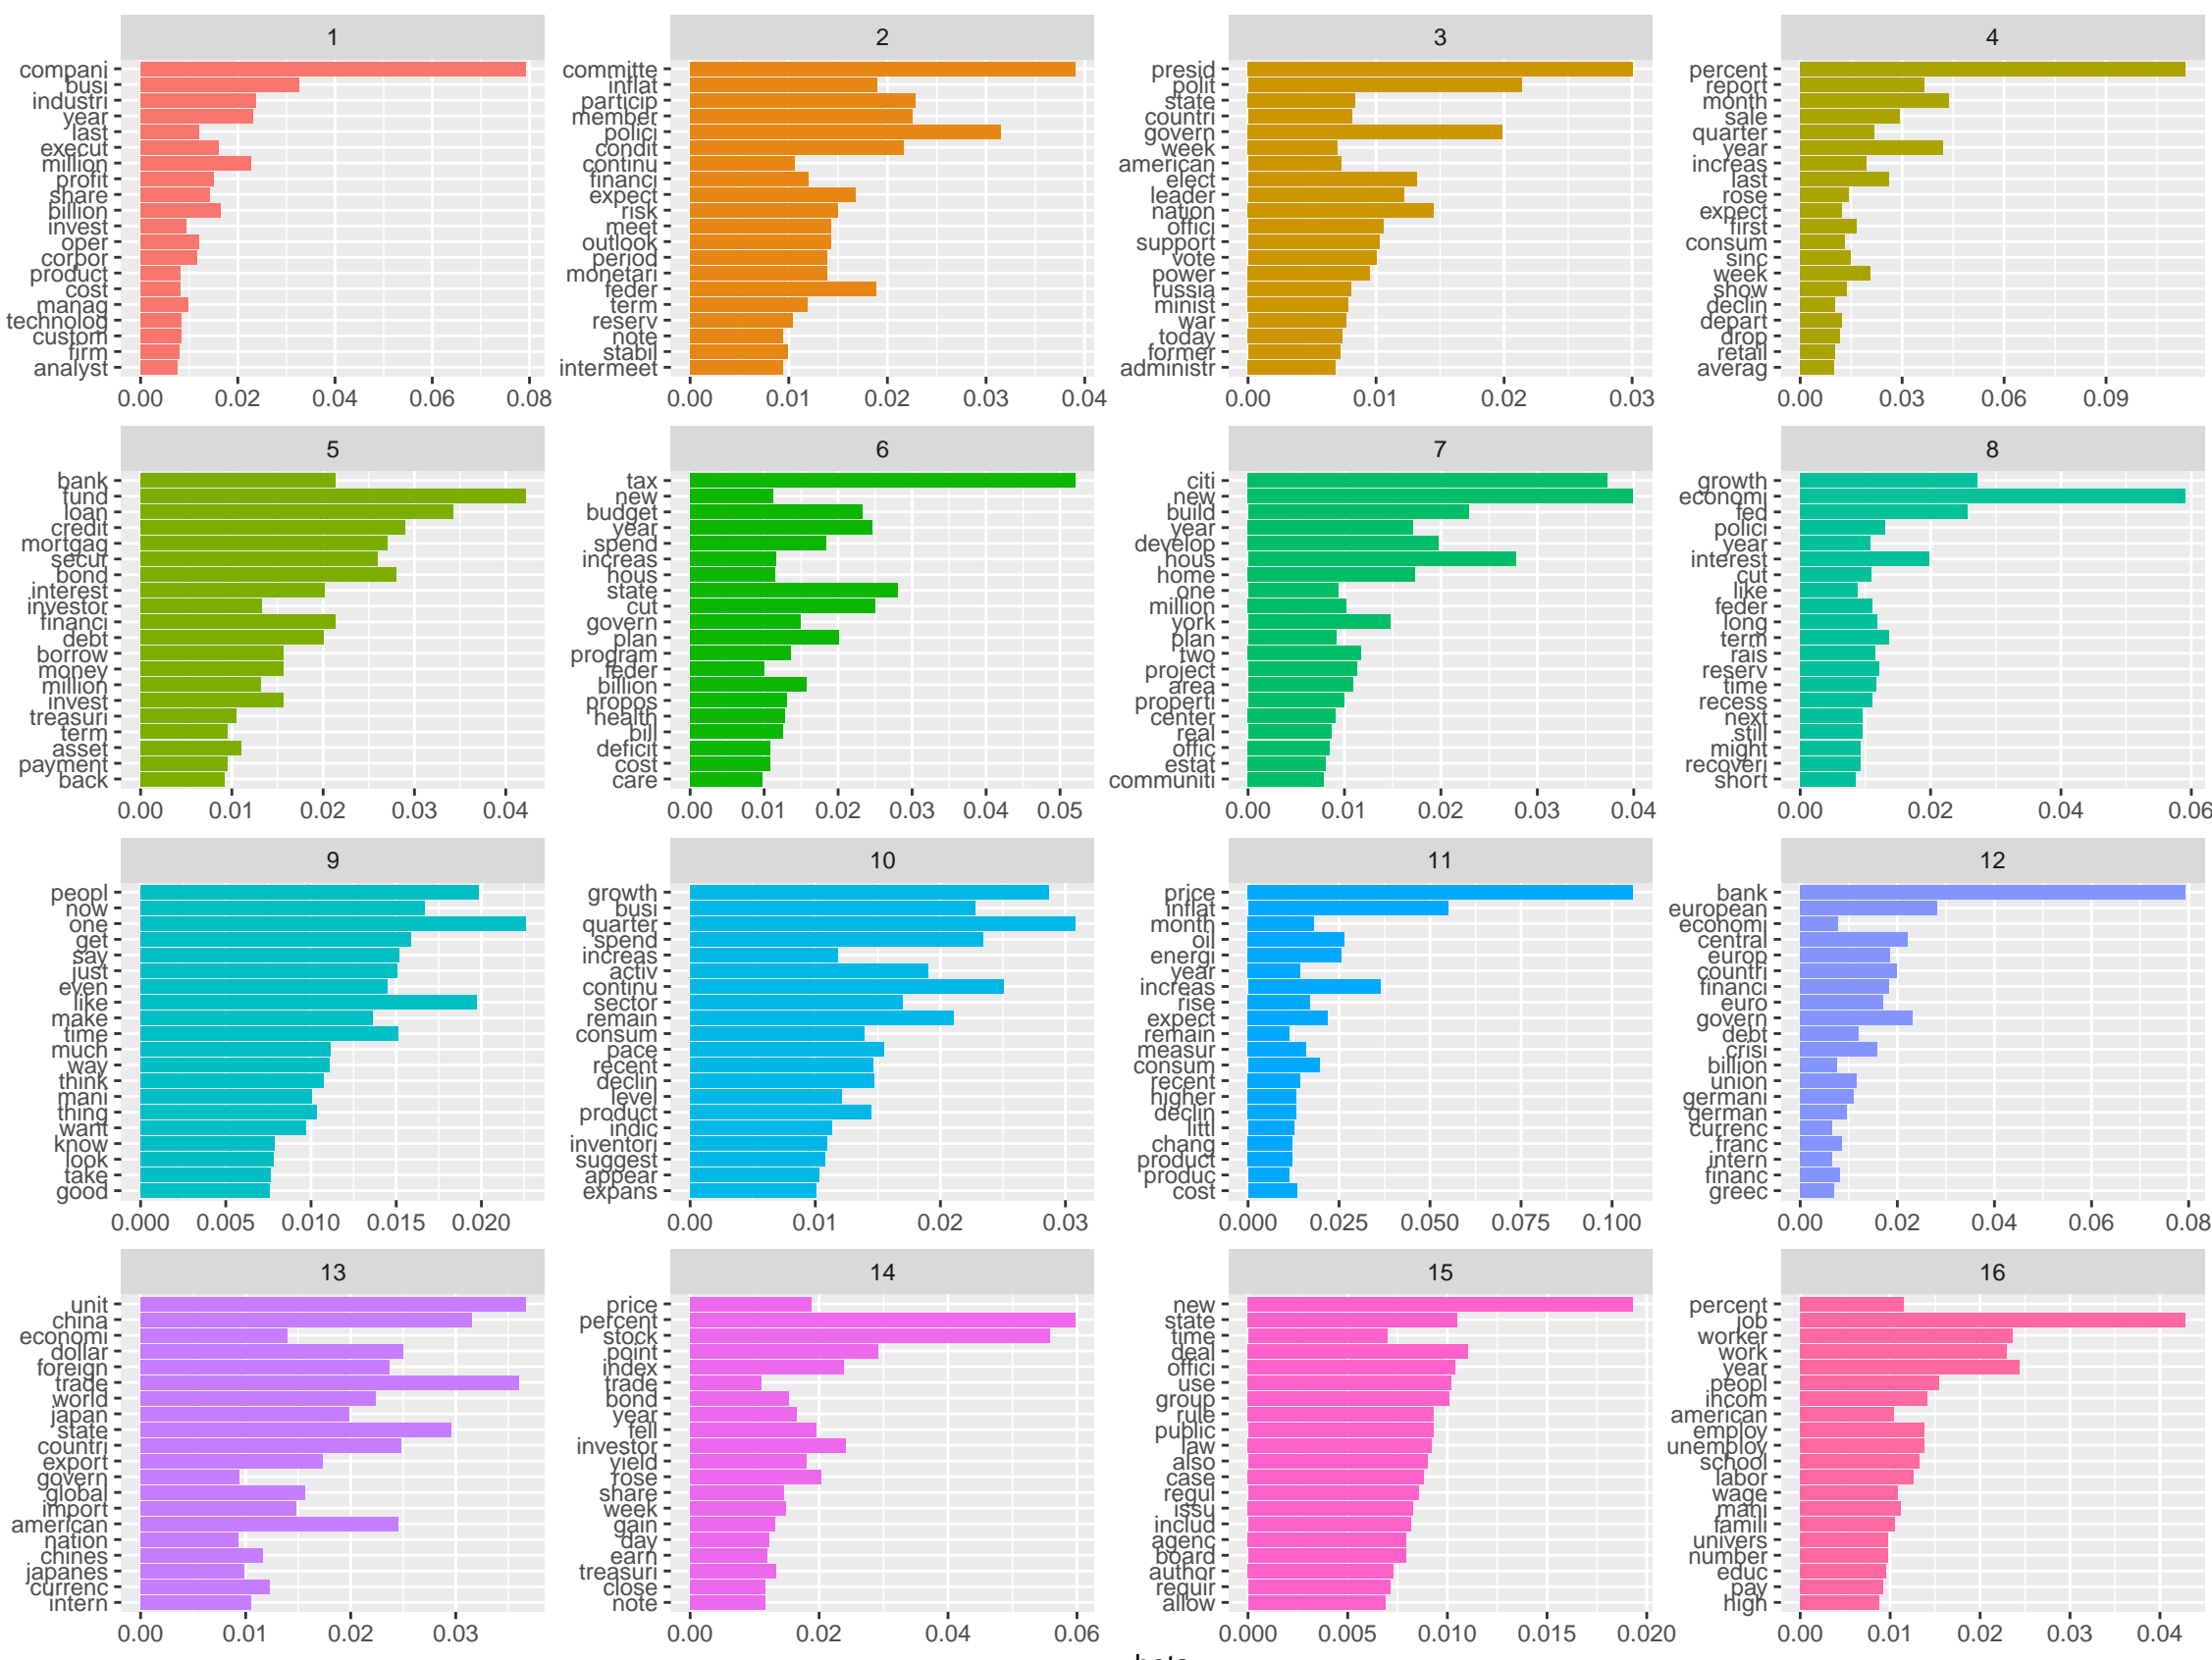 1
compani
busi
industri
year
last
execut
million
profit
share
billion
invest
oper
corpor
product
cost
manag
technolog
custom
firm
analyst
0.00 0.02 0.04 0.06 0.08
2
committe
inflat
particip
member
polici
condit
continu
financi
expect
risk
meet
outlook
period
monetari
feder
term
reserv
note
stabil
intermeet
0.00 0.01 0.02 0.03 0.04
3
presid
polit
state
countri
govern
week
american
elect
leader
nation
offici
support
vote
power
russia
minist
war
today
former
administr
0.00 0.01 0.02 0.03
4
percent
report
month
sale
quarter
year
increas
last
rose
expect
first
consum
sinc
week
show
declin
depart
drop
retail
averag
0.00 0.03 0.06 0.09
5
bank
fund
loan
credit
mortgag
secur
bond
interest
investor
financi
debt
borrow
money
million
invest
treasuri
term
asset
payment
back
0.00 0.01 0.02 0.03 0.04
6
tax
new
budget
year
spend
increas
hous
state
cut
govern
plan
program
feder
billion
propos
health
bill
deficit
cost
care
0.00 0.01 0.02 0.03 0.04 0.05
7
citi
new
build
year
develop
hous
home
one
million
york
plan
two
project
area
properti
center
real
offic
estat
communiti
0.00 0.01 0.02 0.03 0.04
8
growth
economi
fed
polici
year
interest
cut
like
feder
long
term
rais
reserv
time
recess
next
still
might
recoveri
short
0.00 0.02 0.04 0.06
9
peopl
now
one
get
say
just
even
like
make
time
much
way
think
mani
thing
want
know
look
take
good
0.000 0.005 0.010 0.015 0.020
10
growth
busi
quarter
spend
increas
activ
continu
sector
remain
consum
pace
recent
declin
level
product
indic
inventori
suggest
appear
expans
0.00 0.01 0.02 0.03
11
price
inflat
month
oil
energi
year
increas
rise
expect
remain
measur
consum
recent
higher
declin
littl
chang
product
produc
cost
0.000 0.025 0.050 0.075 0.100
12
bank
european
economi
central
europ
countri
financi
euro
govern
debt
crisi
billion
union
germani
german
currenc
franc
intern
financ
greec
0.00 0.02 0.04 0.06 0.08
13
unit
china
economi
dollar
foreign
trade
world
japan
state
countri
export
govern
global
import
american
nation
chines
japanes
currenc
intern
0.00 0.01 0.02 0.03
14
price
percent
stock
point
index
trade
bond
year
fell
investor
yield
rose
share
week
gain
day
earn
treasuri
close
note
0.00 0.02 0.04 0.06
15
new
state
time
deal
offici
use
group
rule
public
law
also
case
regul
issu
includ
agenc
board
author
requir
allow
0.000 0.005 0.010 0.015 0.020
16
percent
job
worker
work
year
peopl
incom
american
employ
unemploy
school
labor
wage
mani
famili
univers
number
educ
pay
high
0.00 0.01 0.02 0.03 0.04